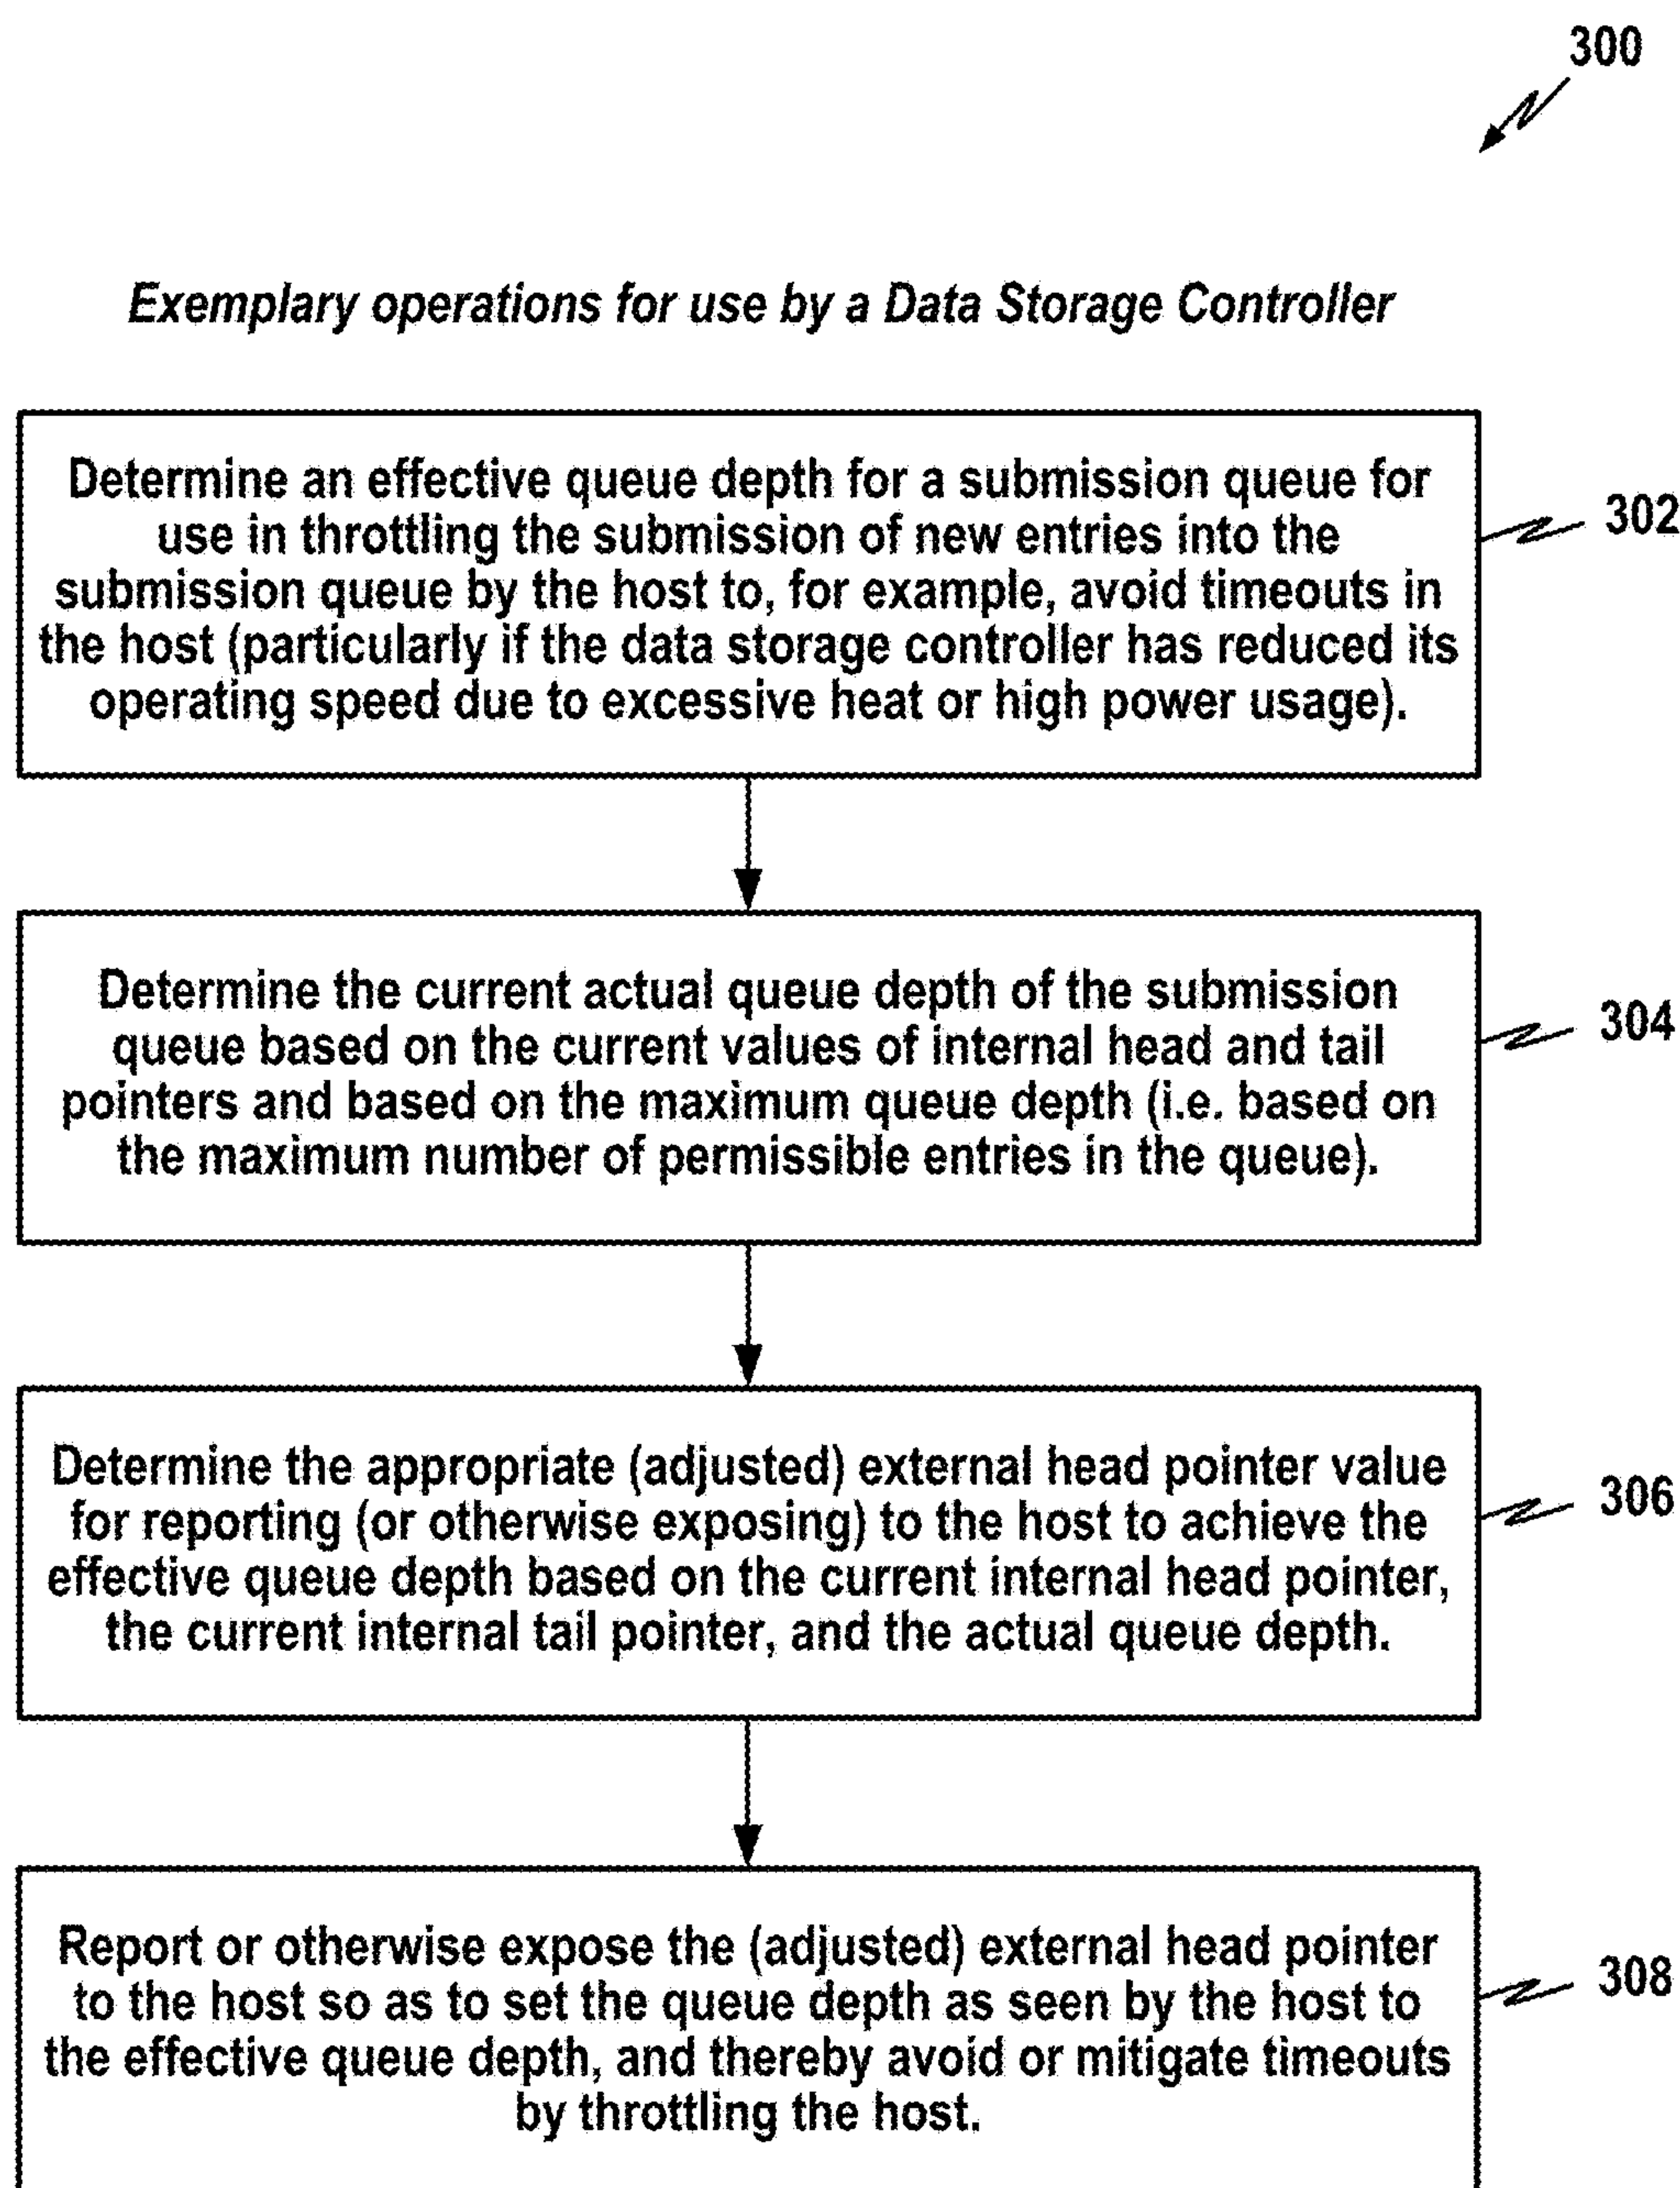 300
Exemplary operations for use by a Data Storage Controller
Determine an effective queue depth for a submission queue for
use in throttling the submission of new entries into the
submission queue by the host to, for example, avoid timeouts in
the host (particularly if the data storage controller has reduced its
operating speed due to excessive heat or high power usage).
302
Determine the current actual queue depth of the submission
queue based on the current values of internal head and tail
pointers and based on the maximum queue depth (i.e. based on
the maximum number of permissible entries in the queue).
304
Determine the appropriate (adjusted) external head pointer value
for reporting (or otherwise exposing) to the host to achieve the
effective queue depth based on the current internal head pointer,
the current internal tail pointer, and the actual queue depth.
306
Report or otherwise expose the (adjusted) external head pointer
to the host so as to set the queue depth as seen by the host to
the effective queue depth, and thereby avoid or mitigate timeouts
by throttling the host.
308